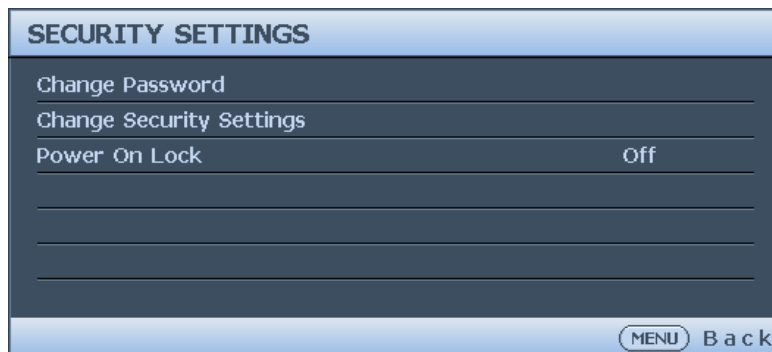 SECURITY SETTINGS
Change Password
Change Security Settings
Power On Lock Off
MENU Back